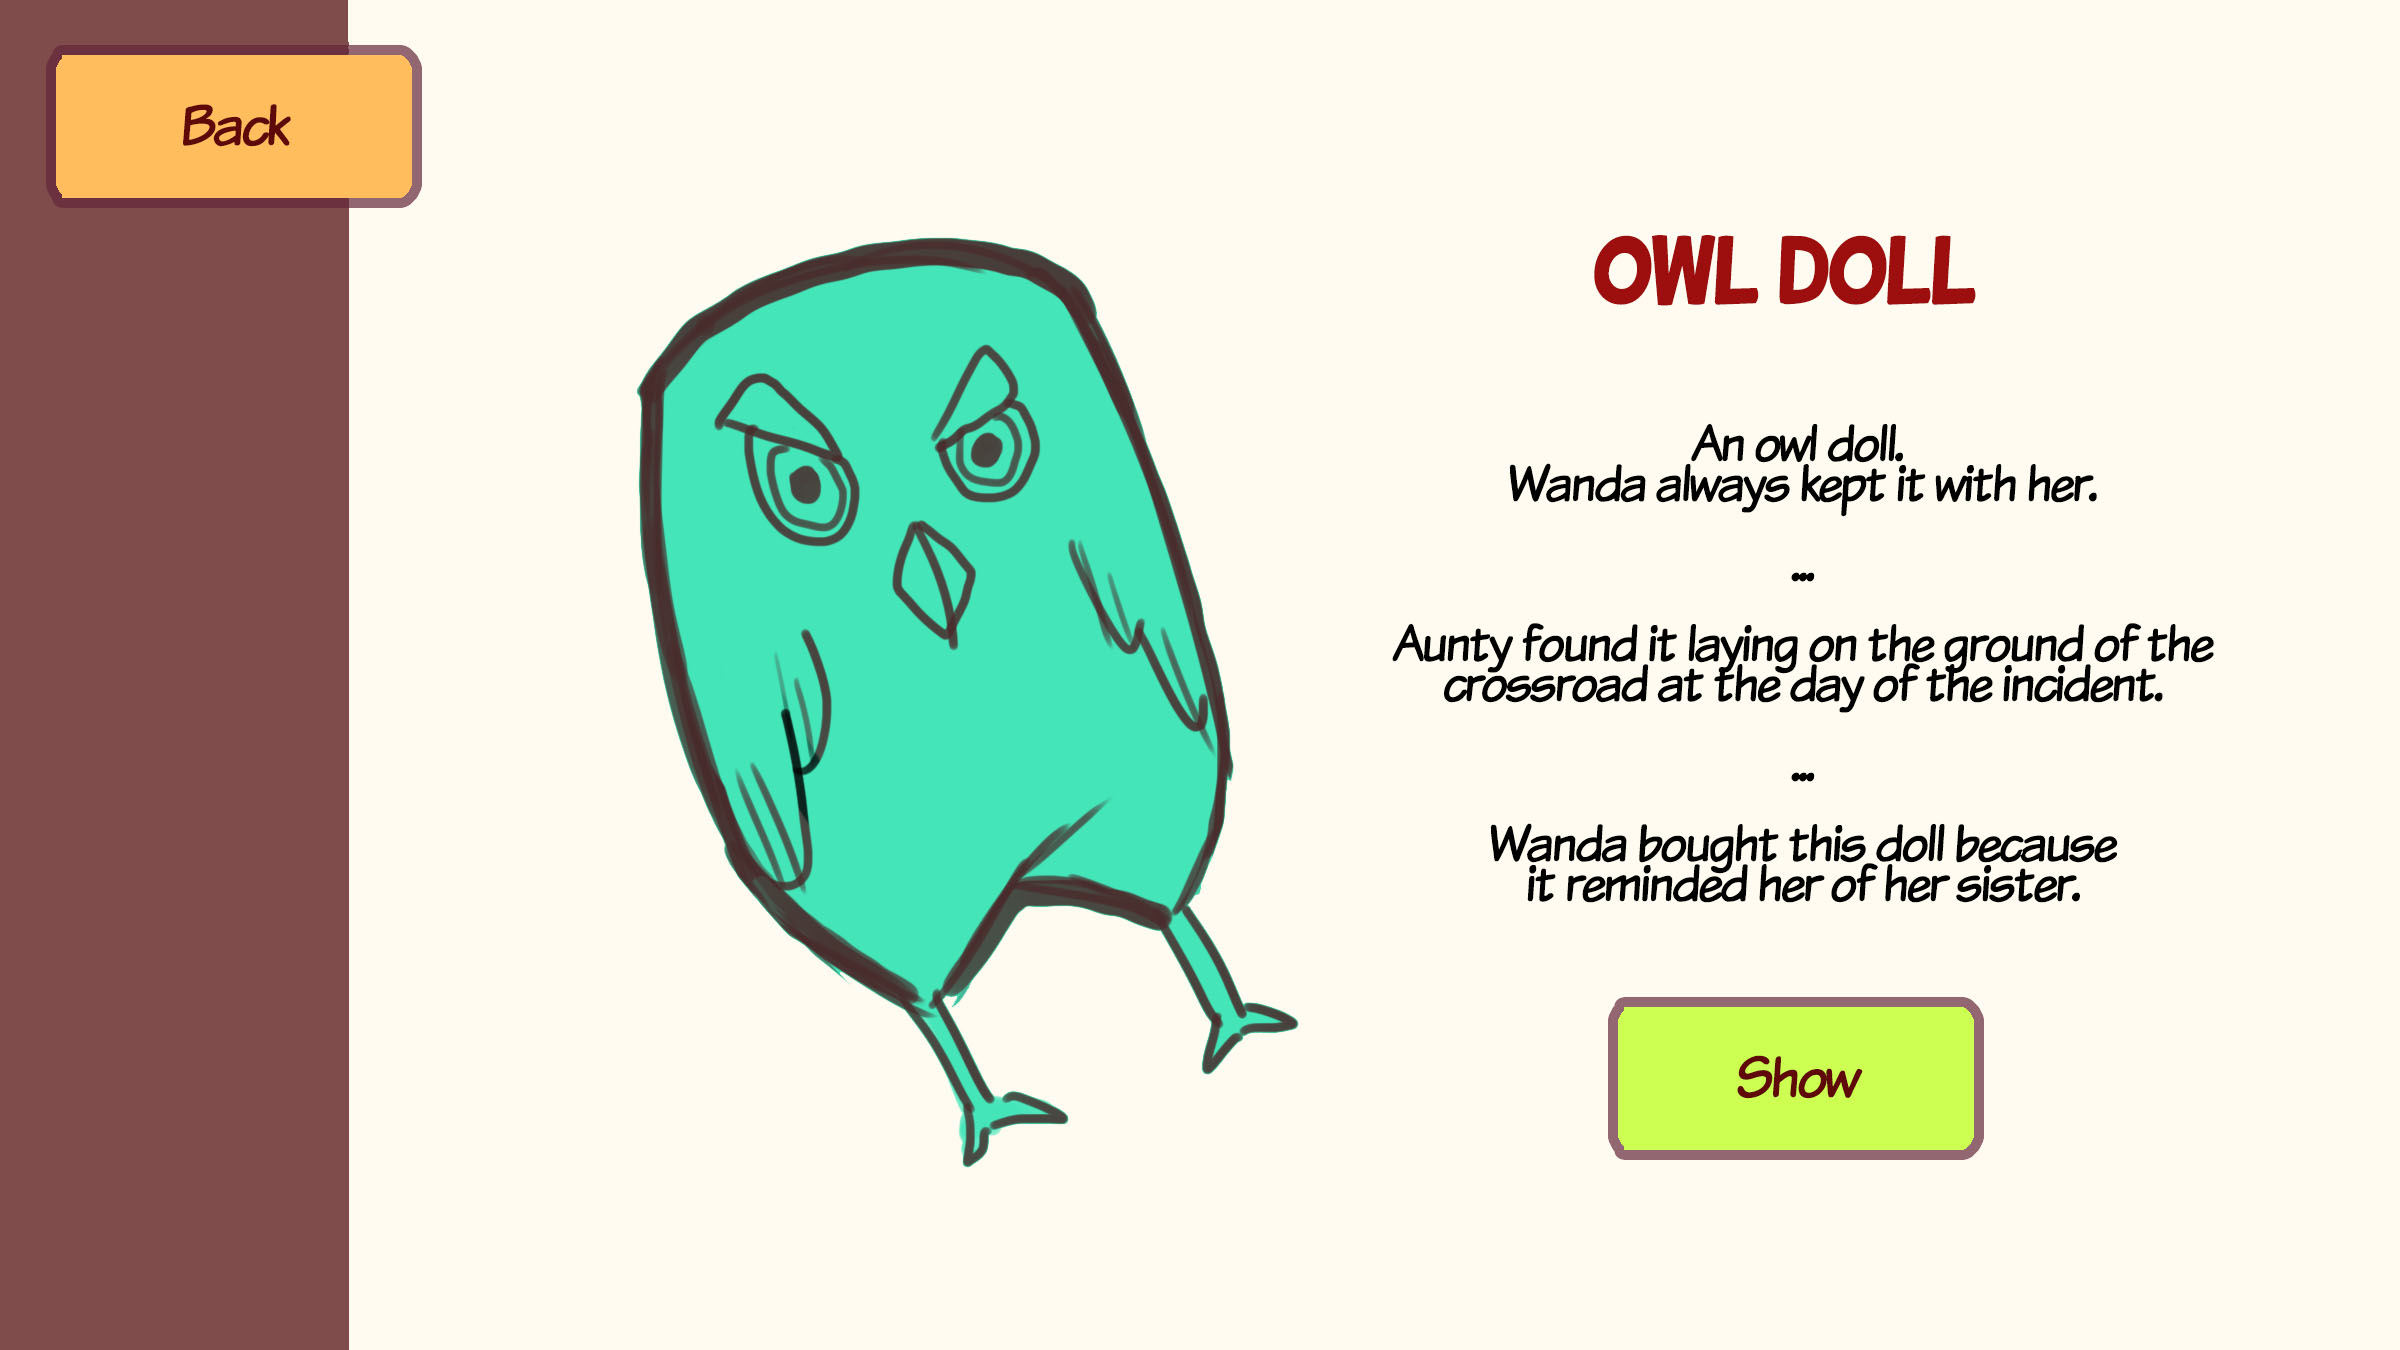 Back
OWL DOLL
An owl doll.
Wanda always kept it with her.
...
Aunty found it laying on the ground of the
crossroad at the day of the incident.
...
Wanda bought this doll because
it reminded her of her sister.
Show